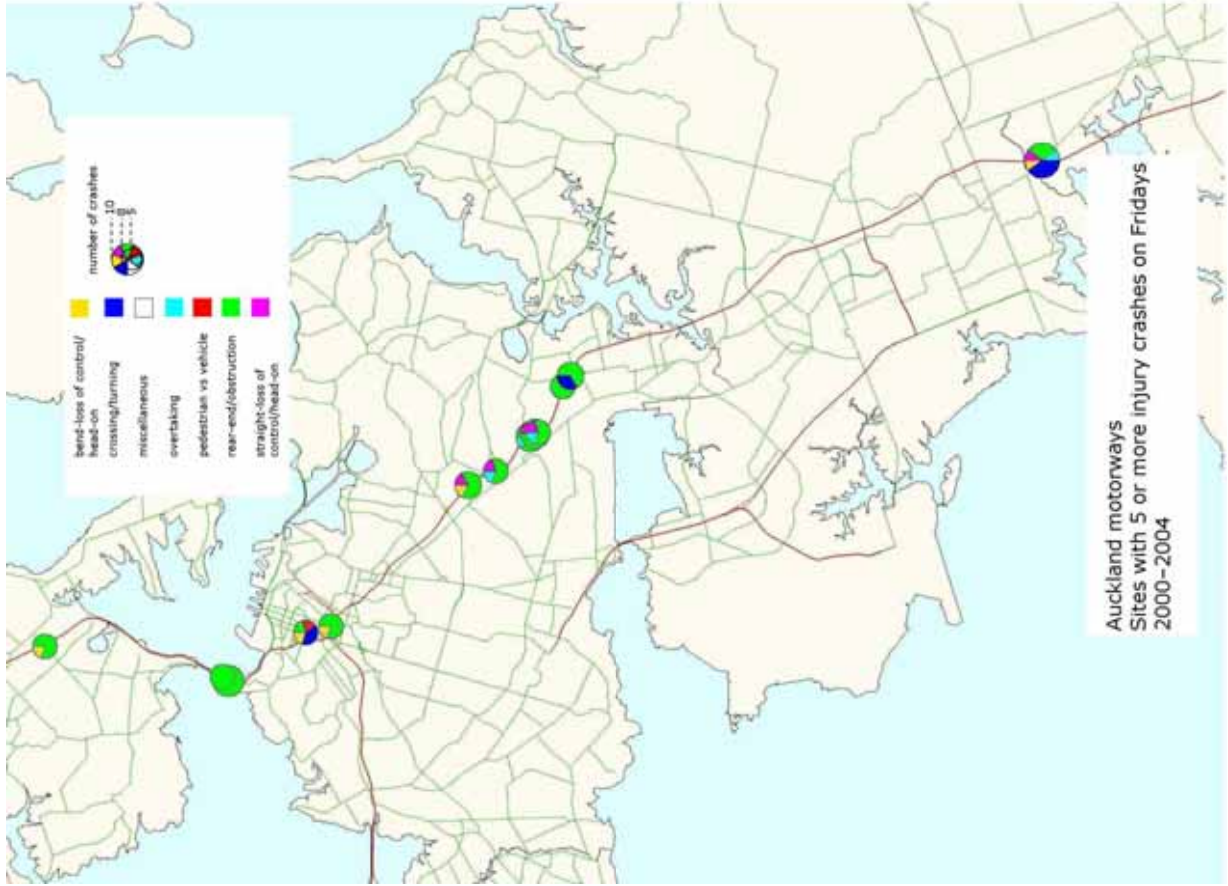 number of crashes
10
8
5
bend-loss of control/
head-on
crossing/turning
miscellaneous
overtaking
pedestrian vs vehicle
rear-end/obstruction
straight-loss of
control/head-on
Auckland motorways
Sites with 5 or more injury crashes on Fridays
2000–2004